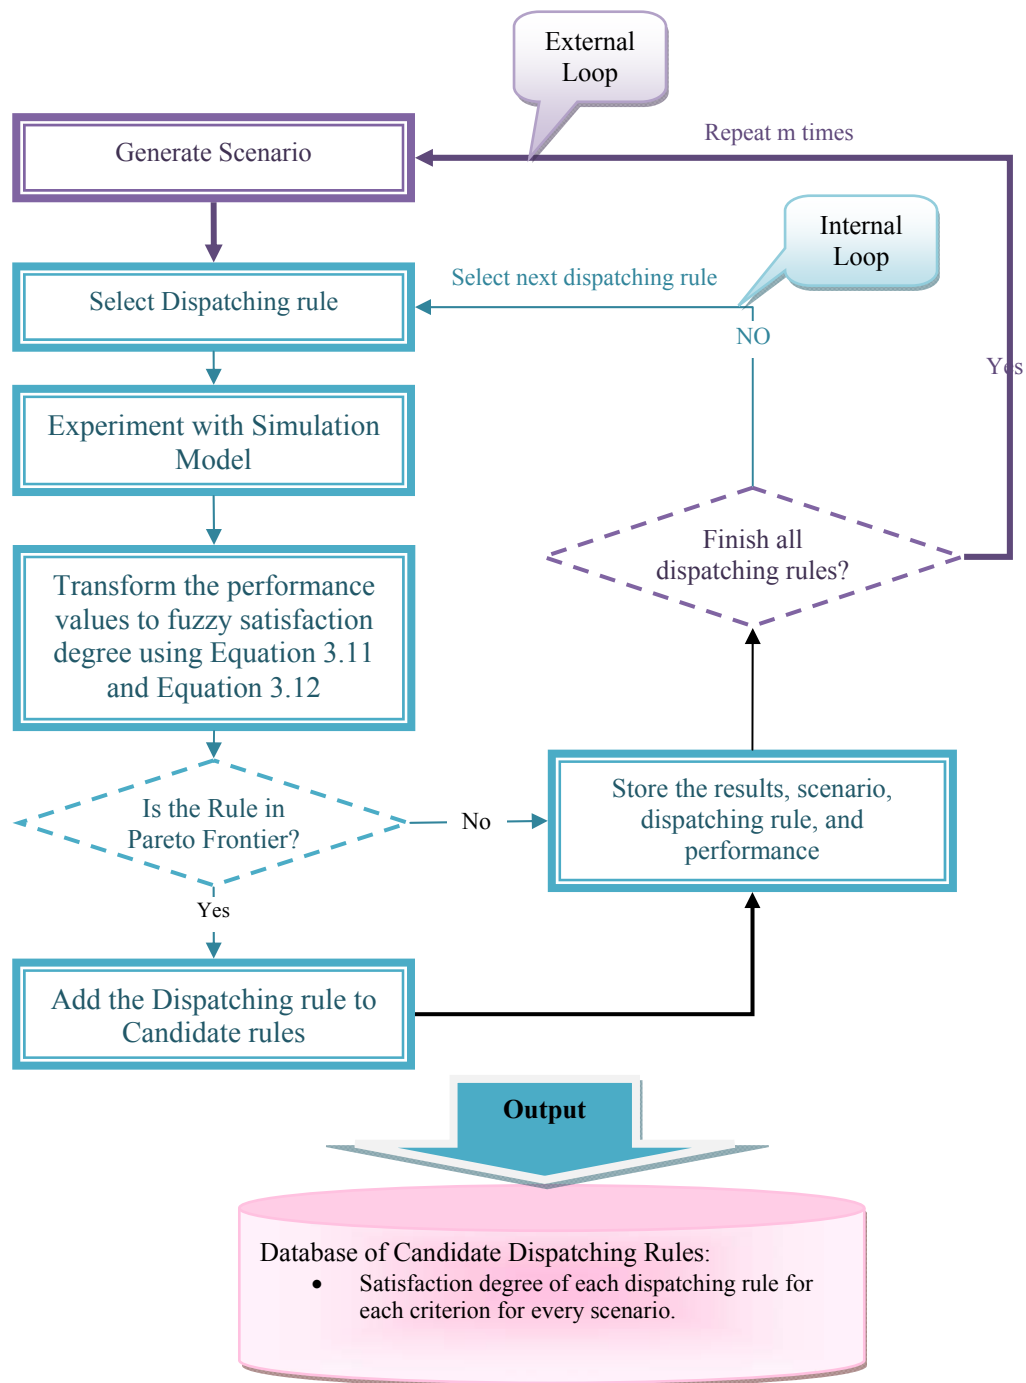 External
Loop
Repeat m times
Generate Scenario
Internal
Loop
Select next dispatching rule
Select Dispatching rule
NO
Yes
Experiment with Simulation
Model
Finish all
dispatching rules?
Transform the performance
values to fuzzy satisfaction
degree using Equation 3.11
and Equation 3.12
Is the Rule in
Pareto Frontier?
No
Store the results, scenario,
dispatching rule, and
performance
Yes
Add the Dispatching rule to
Candidate rules
Output
Database of Candidate Dispatching Rules:
• Satisfaction degree of each dispatching rule for
each criterion for every scenario.